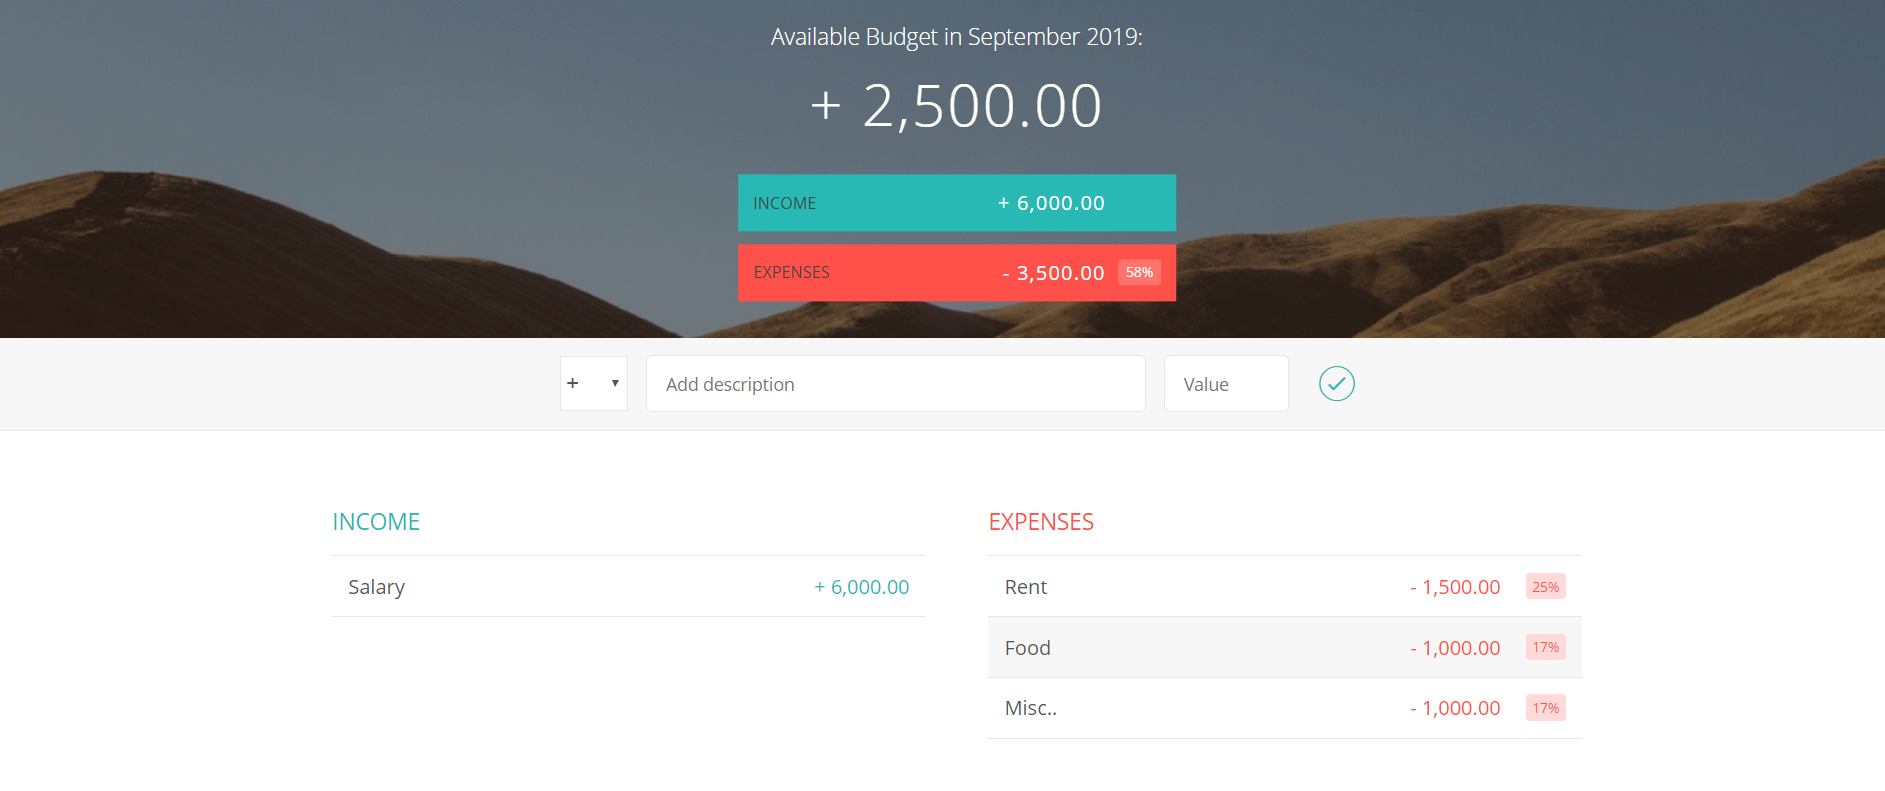 Available Budget in September 2019:
+ 2,500.00
INCOME + 6,000.00
EXPENSES - 3,500.00 58%
+ Add description Value
INCOME
Salary + 6,000.00
EXPENSES
Rent - 1,500.00 25%
Food - 1,000.00 17%
Misc.. - 1,000.00 17%